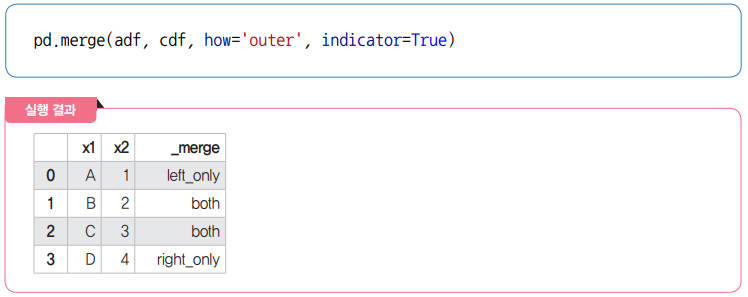 pd.merge(adf, cdf, how='outer', indicator=True)
실행 결과
x1 x2 _merge
0 A 1 left_only
1 B 2 both
2 C 3 both
3 D 4 right_only